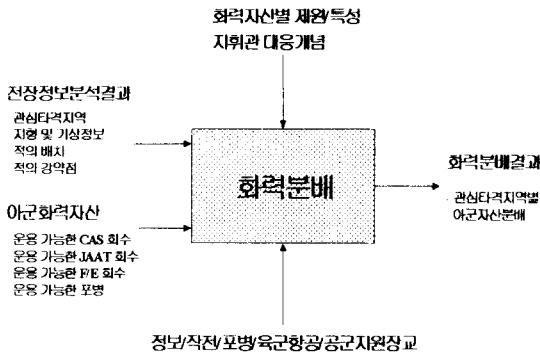 화력자산별 제원/특성
지휘관 대응개념
전장정보분석결과
관심타격지역
지형 및 기상정보
적의 배치
적의 강약점
화력분배
화력분배결과
관심타격지역별
아군자산분배
아군화력자산
운용 가능한 CAS 회수
운용 가능한 JAAT 회수
운용 가능한 F/E 회수
운용 가능한 포병
정보/작전/포병/육군항공/공군지원장교